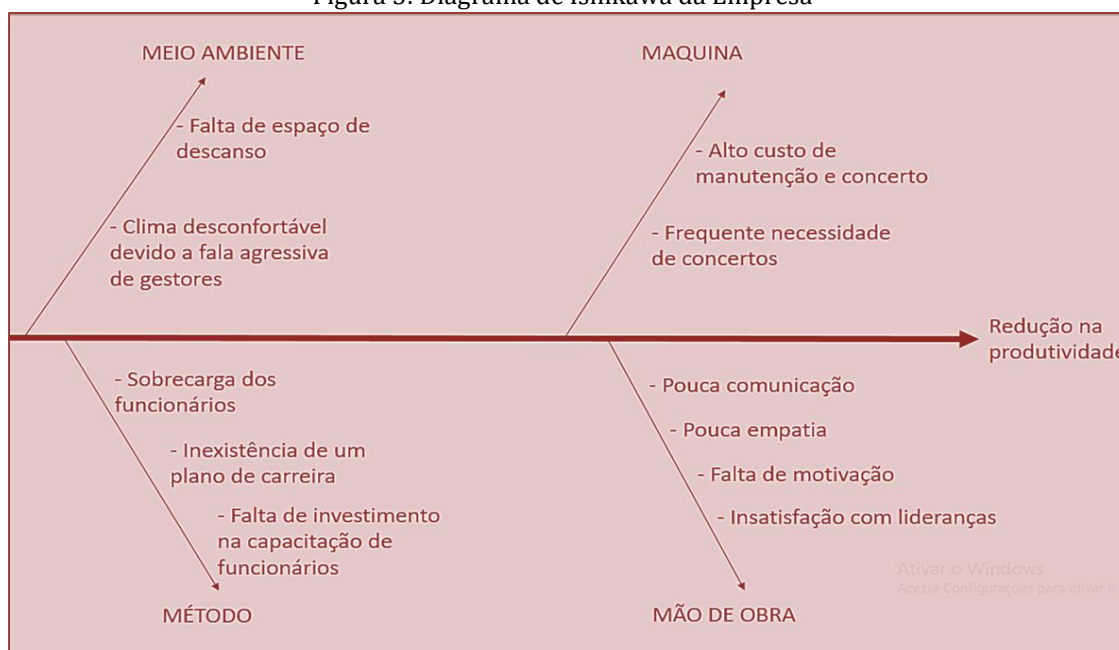 Figura 3: Diagrama de Ishikawa da Empresa
MEIO AMBIENTE
- Falta de espaço de
descanso
- Clima desconfortável
devido a fala agressiva
de gestores
MAQUINA
- Alto custo de
manutenção e concerto
- Frequente necessidade
de concertos
Redução na
produtividade
- Sobrecarga dos
funcionários
- Inexistência de um
plano de carreira
- Falta de investimento
na capacitação de
funcionários
MÉTODO
- Pouca comunicação
- Pouca empatia
- Falta de motivação
- Insatisfação com lideranças
MÃO DE OBRA
Ativar o Windows
Acesse Configurações para ativar o